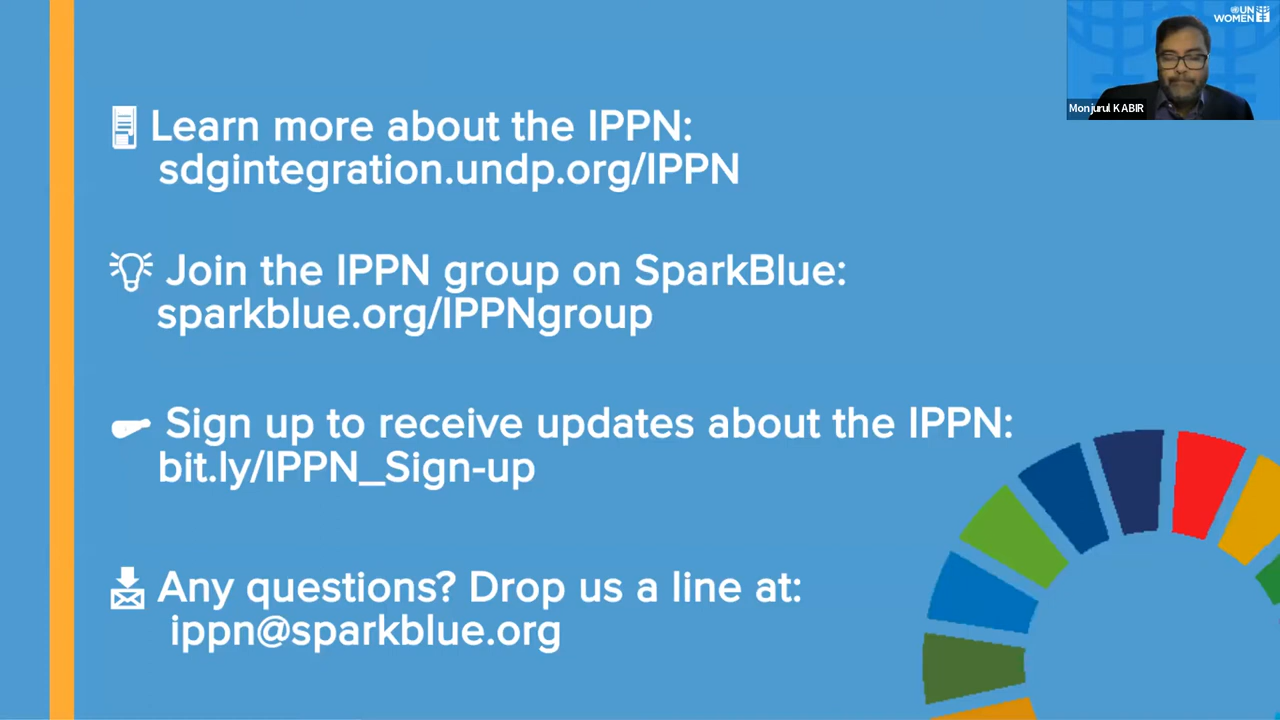 Learn more about the IPPN:
sdgintegration.undp.org/IPPN
Join the IPPN group on SparkBlue:
sparkblue.org/IPPNgroup
Sign up to receive updates about the IPPN:
bit.ly/IPPN_Sign-up
Any questions? Drop us a line at:
ippn@sparkblue.org
UN
WOMEN
Monjurul KABIR